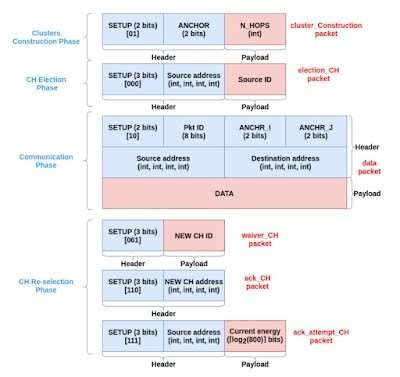 Clusters
Construction Phase
SETUP (2 bits)
[01]
ANCHOR
(2 bits)
N_HOPS
(int)
cluster_Construction
packet
Header
Payload
CH Election
Phase
SETUP (3 bits)
[000]
Source address
(int, int, int, int)
Source ID
election_CH
packet
Header
Payload
Communication
Phase
SETUP (2 bits)
[10]
Pkt ID
(8 bits)
ANCHR_I
(2 bits)
ANCHR_J
(2 bits)
Source address
(int, int, int, int)
Destination address
(int, int, int, int)
Header
data
packet
DATA
Payload
CH Re-selection
Phase
SETUP (3 bits)
[001]
NEW CH ID
waiver_CH
packet
Header
Payload
SETUP (3 bits)
[110]
NEW CH address
(int, int, int, int)
ack_CH
packet
Header
SETUP (3 bits)
[111]
Source address
(int, int, int, int)
Current energy
(⌈log₂(800)⌉ bits)
ack_attempt_CH
packet
Header
Payload